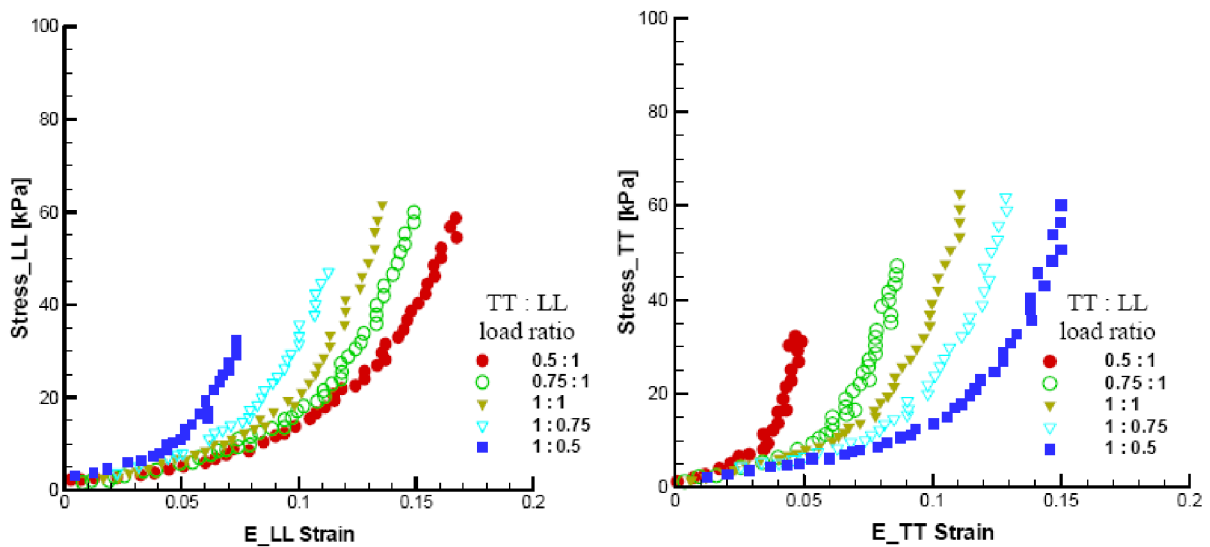 100
80
60
40
20
0
Stress_LL [kPa]
0
0.05
0.1
0.15
0.2
E_LL Strain
TT : LL
load ratio
0.5 : 1
0.75 : 1
1 : 1
1 : 0.75
1 : 0.5
100
80
60
40
20
0
Stress_TT [kPa]
0
0.05
0.1
0.15
0.2
E_TT Strain
TT : LL
load ratio
0.5 : 1
0.75 : 1
1 : 1
1 : 0.75
1 : 0.5